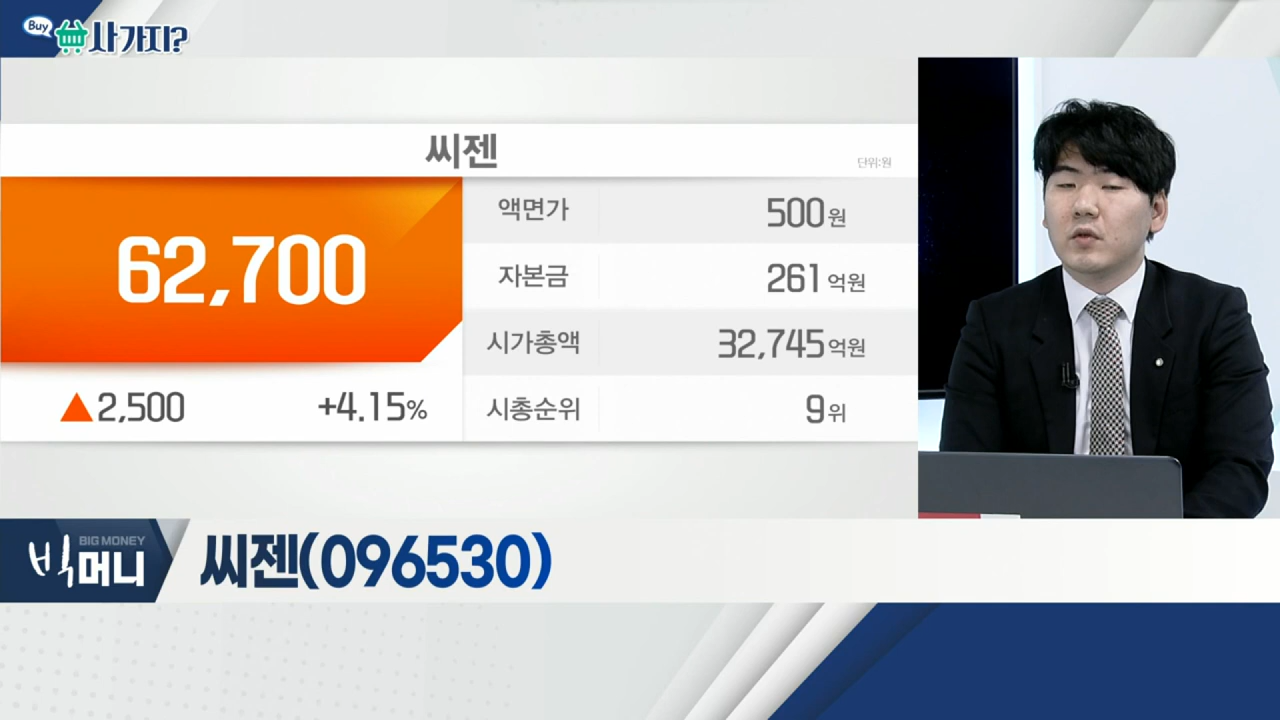 Buy
사가지?
씨젠
단위:원
62,700
▲2,500 +4.15%
액면가 500원
자본금 261억원
시가총액 32,745억원
시총순위 9위
BIG MONEY
빅머니
씨젠(096530)